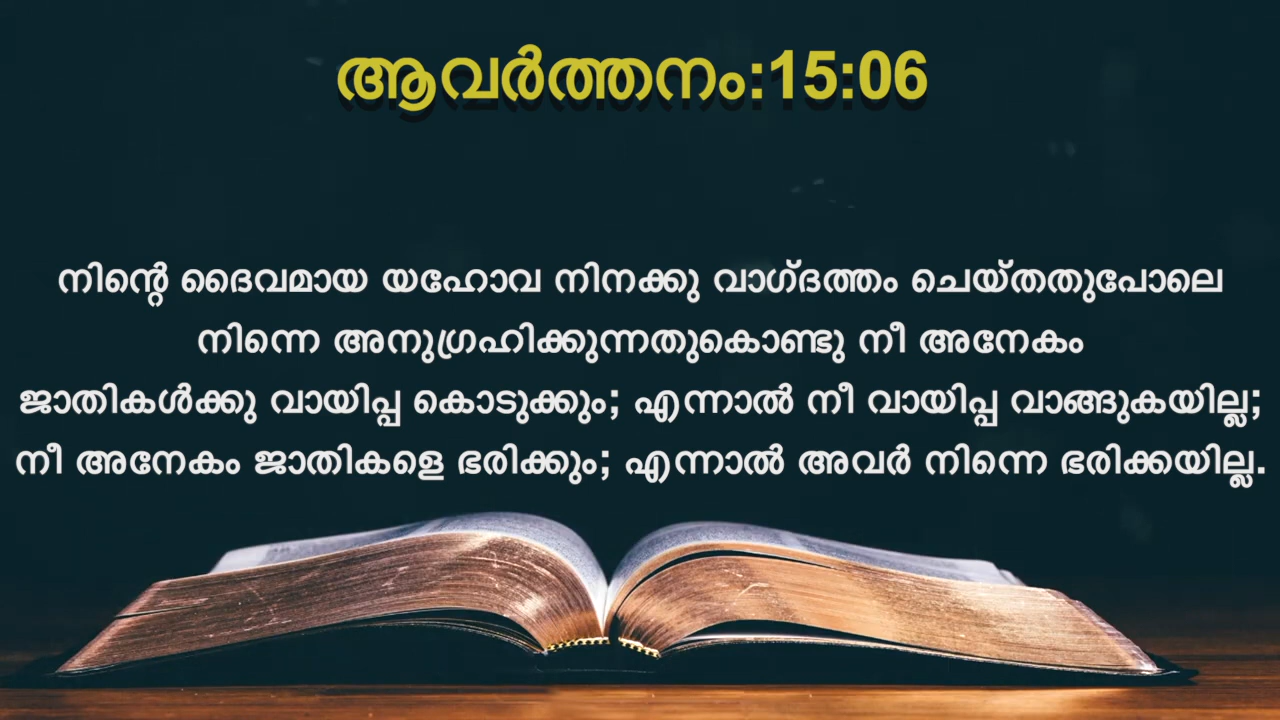 ആവർത്തനം:15:06
നിന്റെ ദൈവമായ യഹോവ നിനക്കു വാഗ്ദത്തം ചെയ്തതുപോലെ
നിന്നെ അനുഗ്രഹിക്കുന്നതുകൊണ്ടു നീ അനേകം
ജാതികൾക്കു വായിപ്പ കൊടുക്കും; എന്നാൽ നീ വായിപ്പ വാങ്ങുകയില്ല;
നീ അനേകം ജാതികളെ ഭരിക്കും; എന്നാൽ അവർ നിന്നെ ഭരിക്കയില്ല.